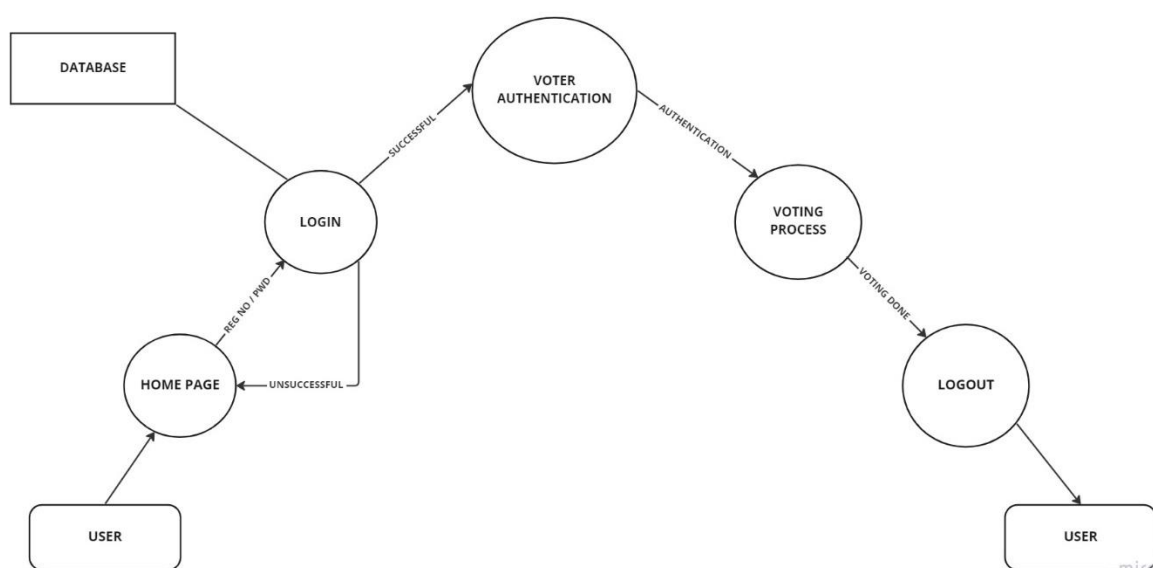 DATABASE
VOTER
AUTHENTICATION
SUCCESSFUL
AUTHENTICATION
LOGIN
VOTING
PROCESS
REG NO / PWD
VOTING DONE
HOME PAGE
UNSUCCESSFUL
LOGOUT
USER
USER